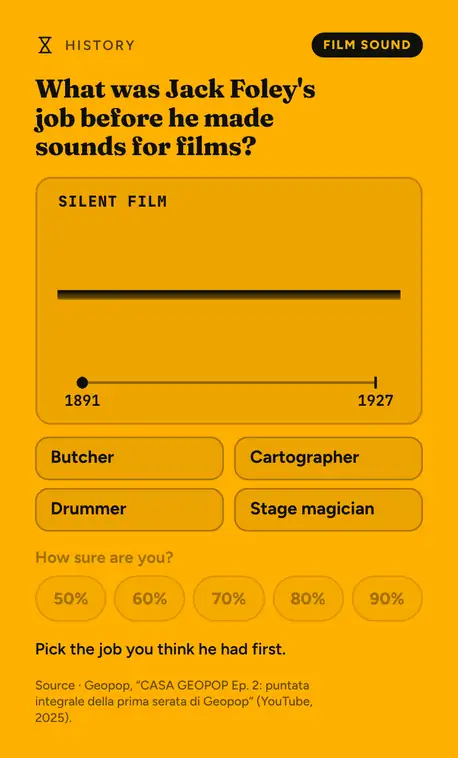 HISTORY
FILM SOUND
What was Jack Foley's
job before he made
sounds for films?
SILENT FILM
1891
1927
Butcher
Cartographer
Drummer
Stage magician
How sure are you?
50%
60%
70%
80%
90%
Pick the job you think he had first.
Source · Geopop, “CASA GEOPOP Ep. 2: puntata
integrale della prima serata di Geopop” (YouTube,
2025).